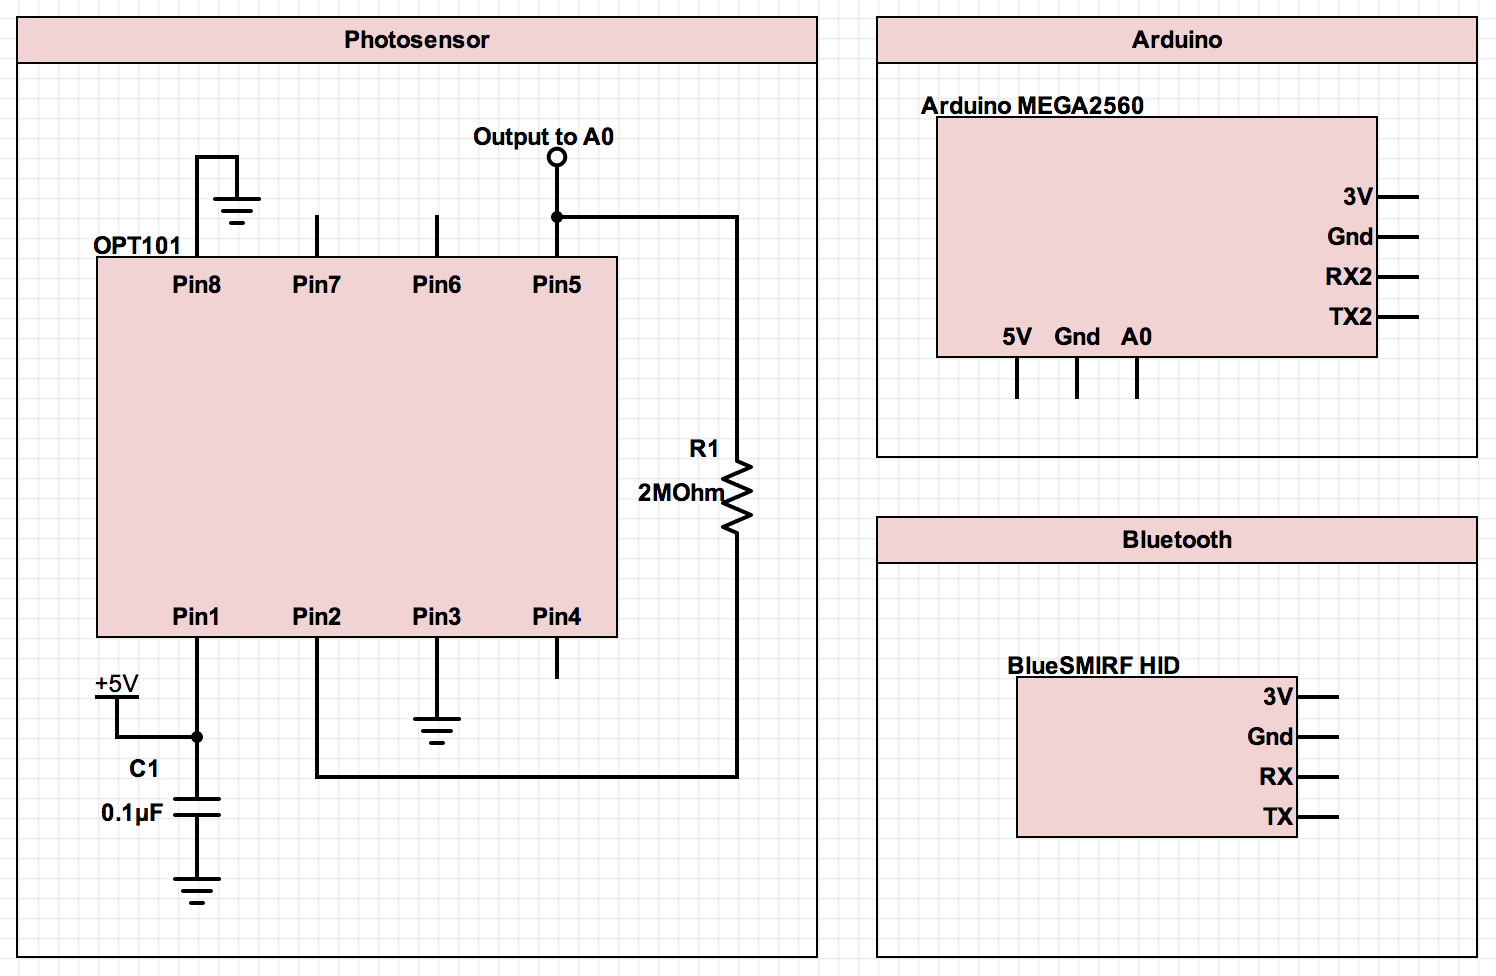 Photosensor
Output to A0
OPT101
Pin8 Pin7 Pin6 Pin5
R1
2MOhm
Pin1 Pin2 Pin3 Pin4
+5V
C1
0.1µF
Arduino
Arduino MEGA2560
3V
Gnd
RX2
TX2
5V Gnd A0
Bluetooth
BlueSMIRF HID
3V
Gnd
RX
TX